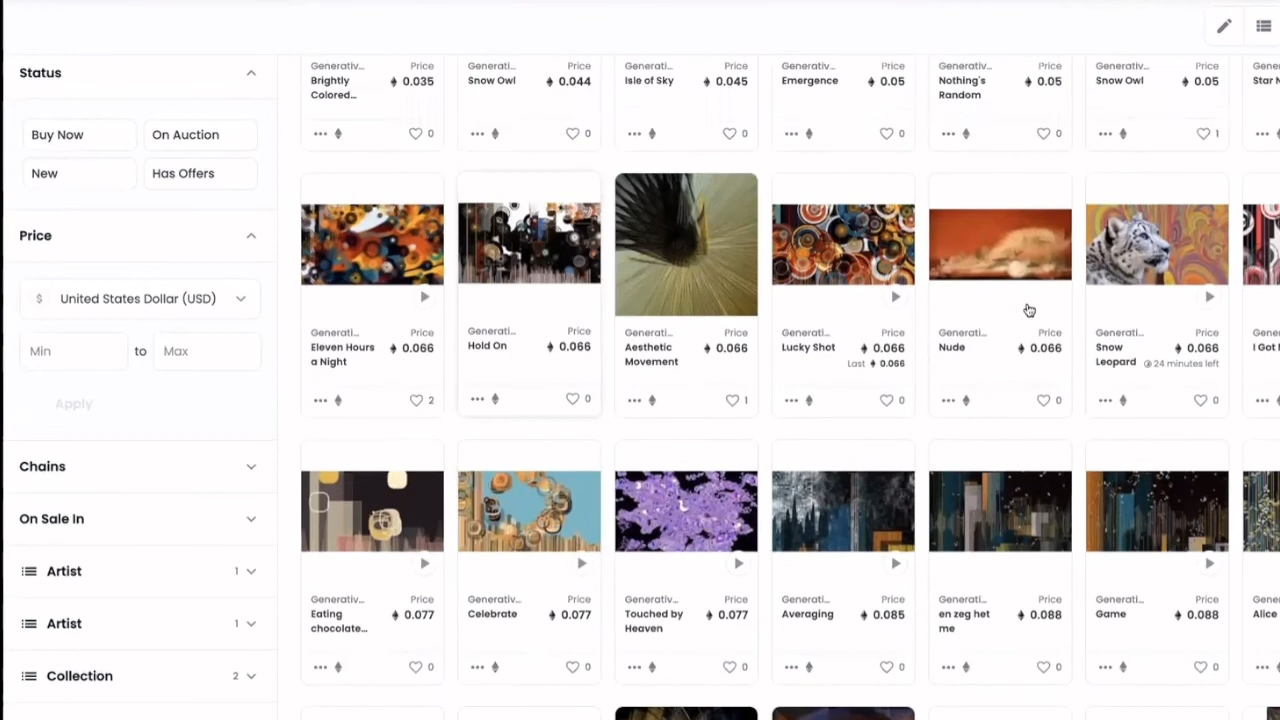 Status
Buy Now
On Auction
New
Has Offers
Price
$ United States Dollar (USD)
Min to Max
Apply
Chains
On Sale In
Artist 1
Artist 1
Collection 2
Generativ... Price
Brightly 0.035
Colored...
0
Generati... Price
Snow Owl 0.044
0
Generati... Price
Isle of Sky 0.045
0
Generativ... Price
Emergence 0.05
0
Generativ... Price
Nothing's 0.05
Random
0
Generativ... Price
Snow Owl 0.05
1
Gene
Star N
Generati... Price
Eleven Hours 0.066
a Night
2
Generati... Price
Hold On 0.066
0
Generati... Price
Aesthetic 0.066
Movement
1
Generati... Price
Lucky Shot 0.066
Last 0.066
0
Generati... Price
Nude 0.066
0
Generati... Price
Snow 0.066
Leopard 24 minutes left
0
Gene
I Got I
Generati... Price
Eating 0.077
chocolate...
0
Generativ... Price
Celebrate 0.077
0
Generativ... Price
Touched by 0.077
Heaven
0
Generati... Price
Averaging 0.085
0
Generati... Price
en zeg het 0.088
me
0
Generati... Price
Game 0.088
0
Gene
Alice